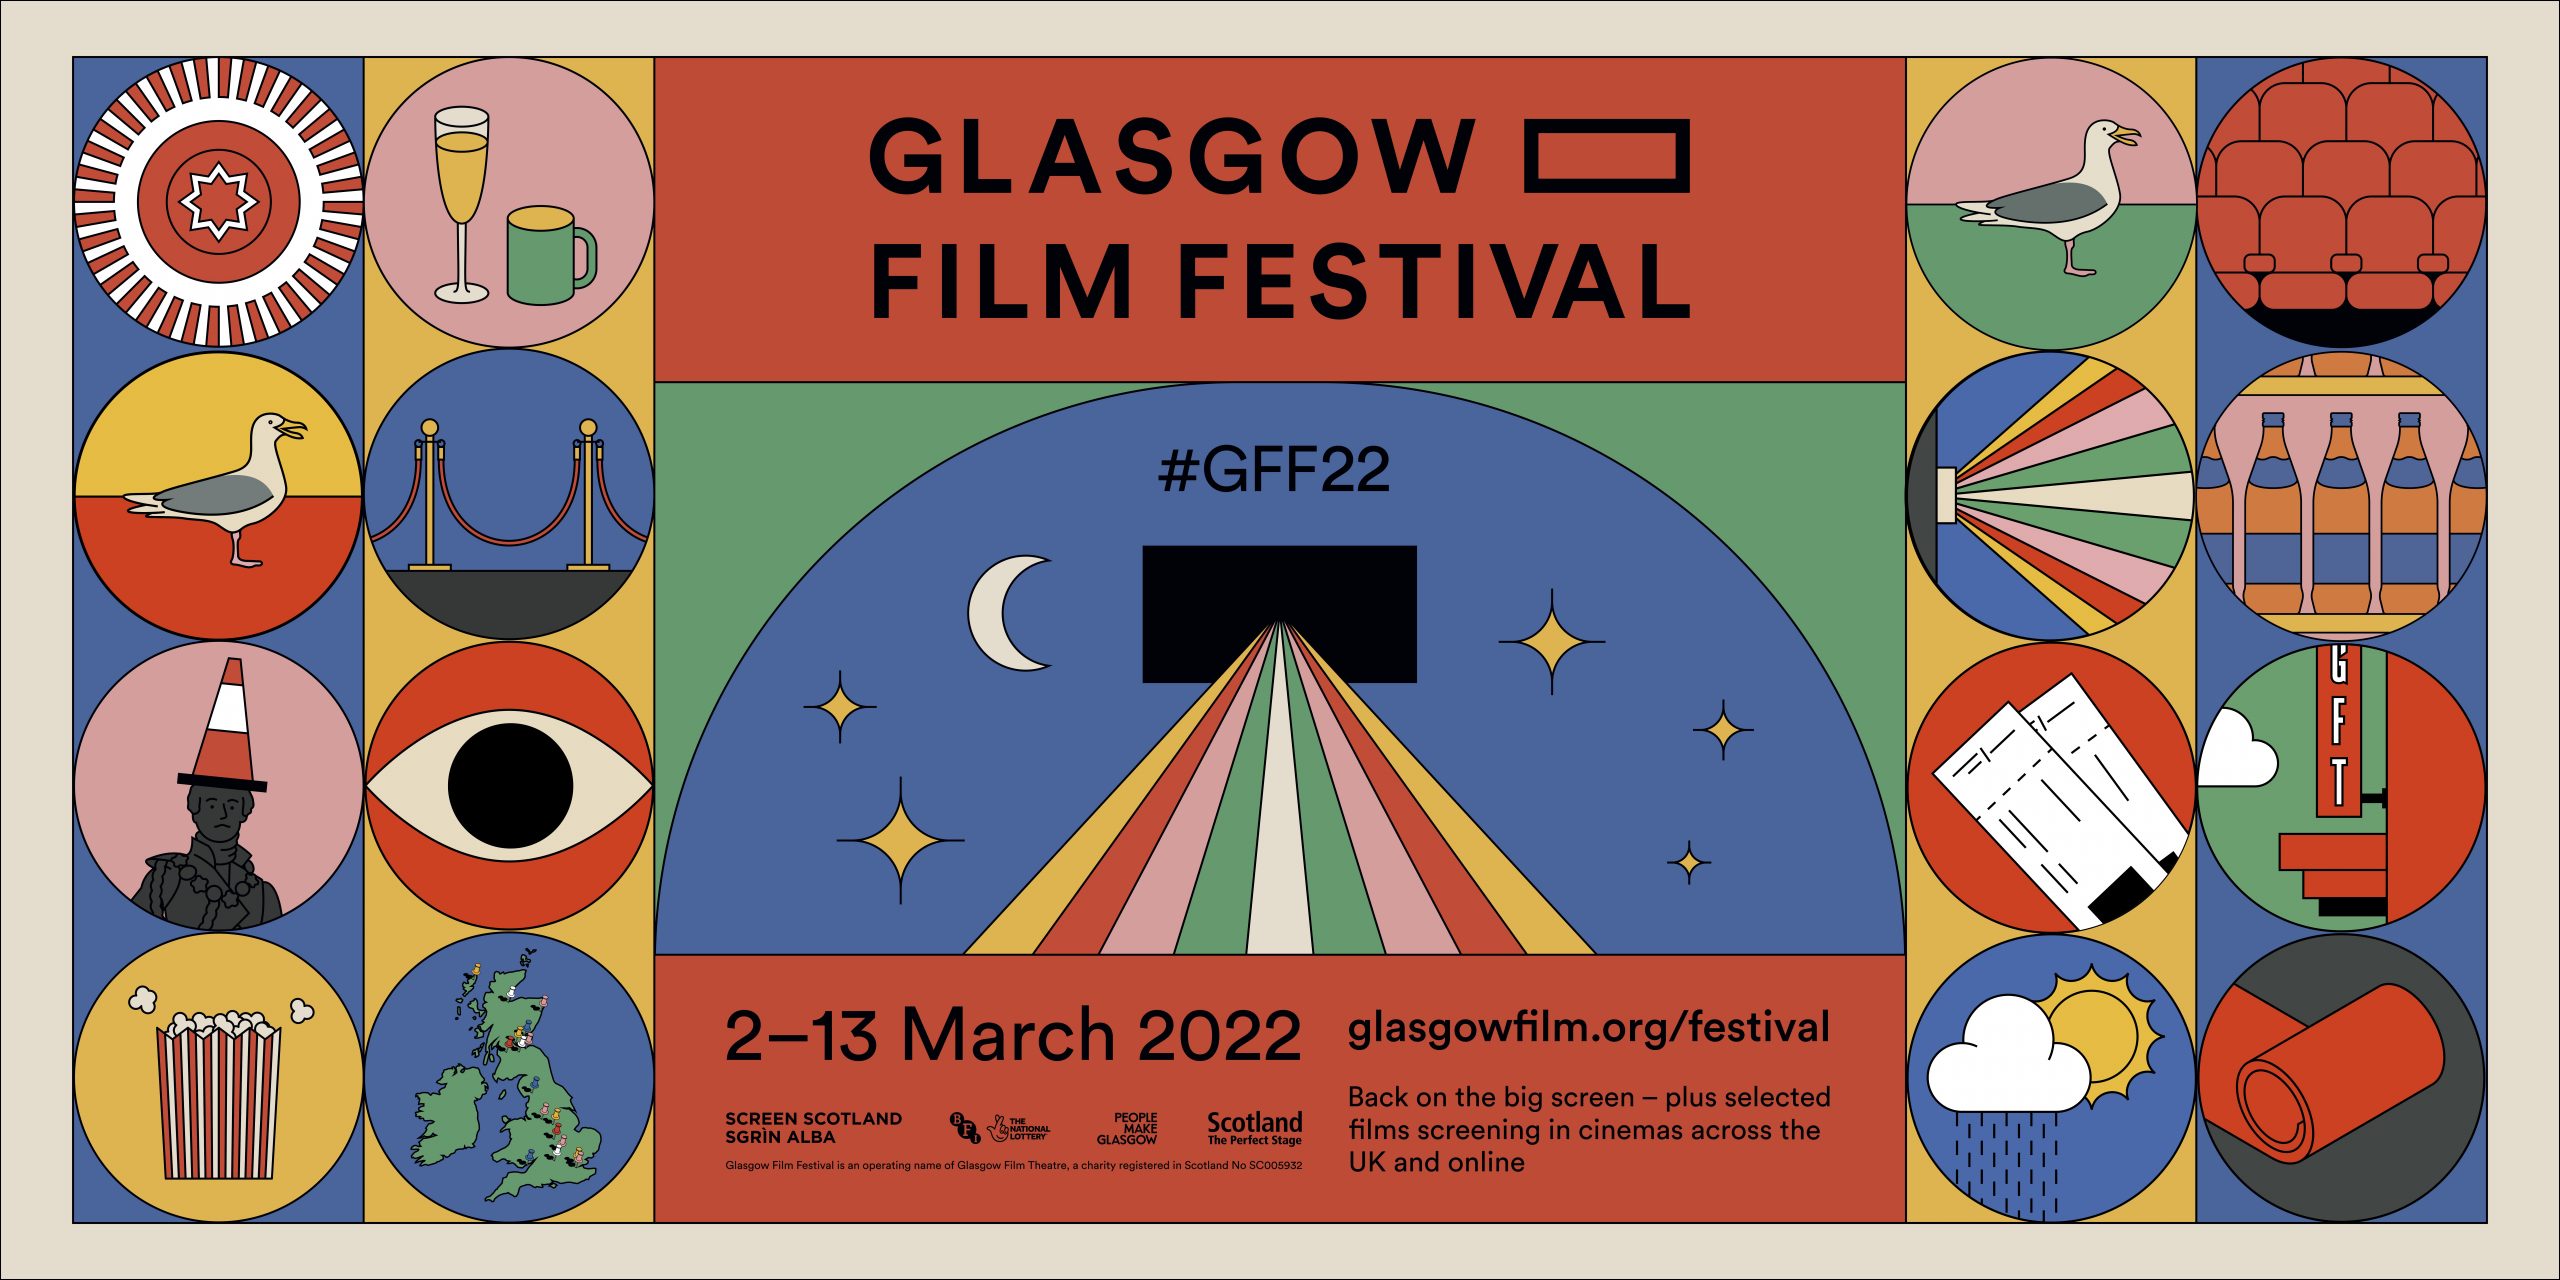 GLASGOW
FILM FESTIVAL
#GFF22
GFT
2–13 March 2022
glasgowfilm.org/festival
Back on the big screen – plus selected
films screening in cinemas across the
UK and online
SCREEN SCOTLAND
SGRÌN ALBA
BFI
THE
NATIONAL
LOTTERY
PEOPLE
MAKE
GLASGOW
Scotland
The Perfect Stage
Glasgow Film Festival is an operating name of Glasgow Film Theatre, a charity registered in Scotland No SC005932